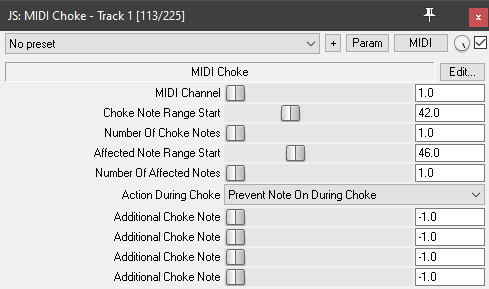 JS: MIDI Choke - Track 1 [113/225]
No preset + Param MIDI
MIDI Choke Edit...
MIDI Channel 1.0
Choke Note Range Start 42.0
Number Of Choke Notes 1.0
Affected Note Range Start 46.0
Number Of Affected Notes 1.0
Action During Choke Prevent Note On During Choke
Additional Choke Note -1.0
Additional Choke Note -1.0
Additional Choke Note -1.0
Additional Choke Note -1.0